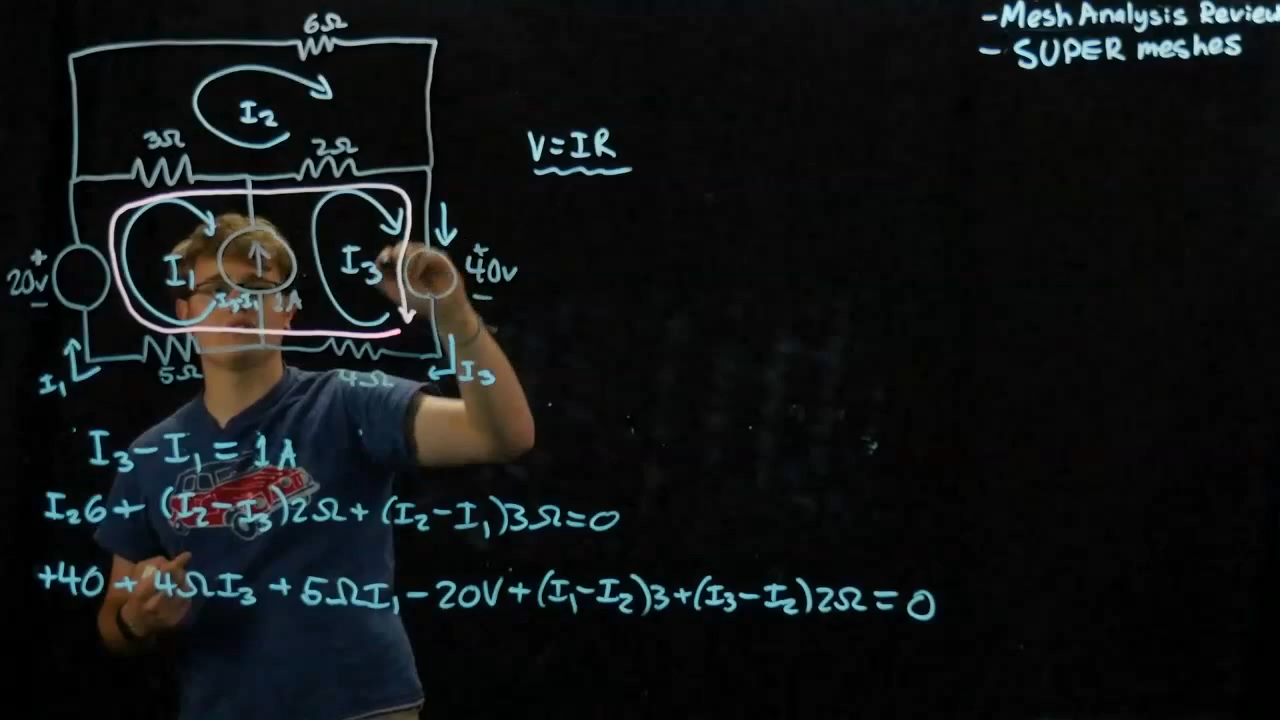 -Mesh Analysis Review
- SUPER meshes
6Ω
I₂
3Ω
2Ω
V=IR
20v
+
-
I₁
I₃-I₁
1A
I₃
+
40v
-
I₁
5Ω
4Ω
I₃
I₃-I₁=1A
I₂6+(I₂-I₃)2Ω+(I₂-I₁)3Ω=0
+40+4ΩI₃+5ΩI₁-20V+(I₁-I₂)3+(I₃-I₂)2Ω=0